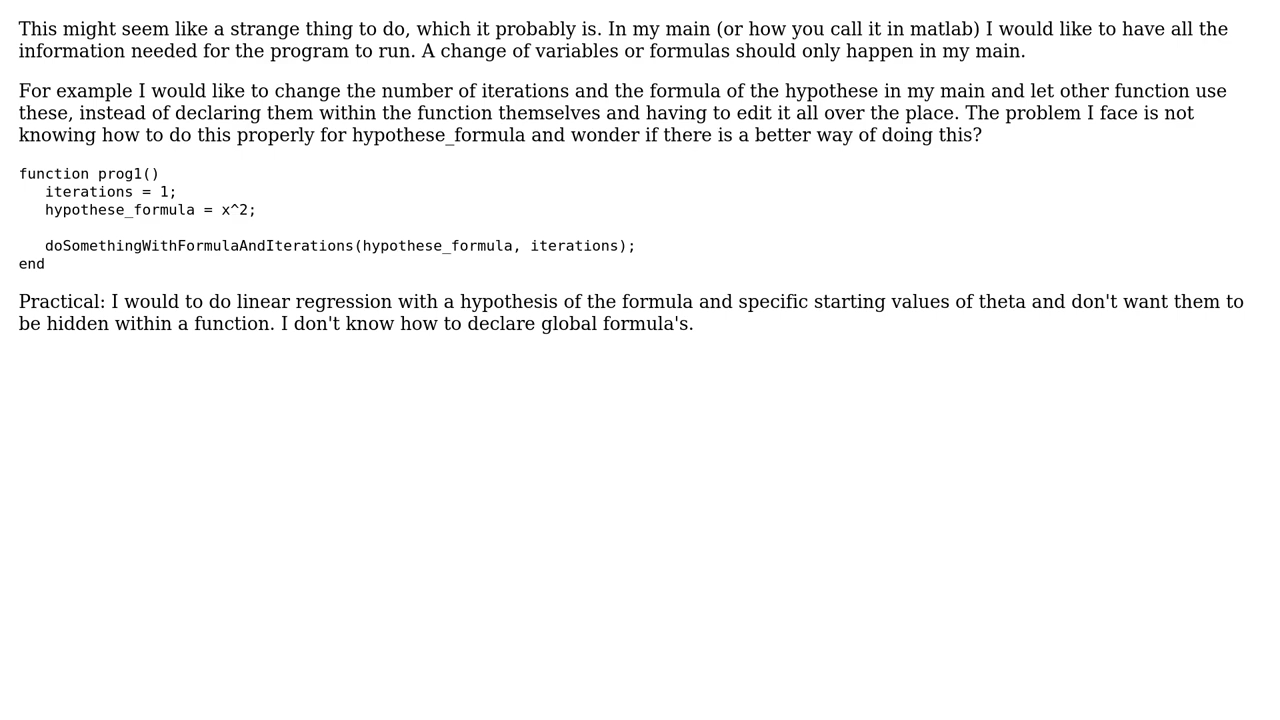 This might seem like a strange thing to do, which it probably is. In my main (or how you call it in matlab) I would like to have all the
information needed for the program to run. A change of variables or formulas should only happen in my main.
For example I would like to change the number of iterations and the formula of the hypothese in my main and let other function use
these, instead of declaring them within the function themselves and having to edit it all over the place. The problem I face is not
knowing how to do this properly for hypothese_formula and wonder if there is a better way of doing this?
function prog1()
   iterations = 1;
   hypothese_formula = x^2;
   doSomethingWithFormulaAndIterations(hypothese_formula, iterations);
end
Practical: I would to do linear regression with a hypothesis of the formula and specific starting values of theta and don't want them to
be hidden within a function. I don't know how to declare global formula's.